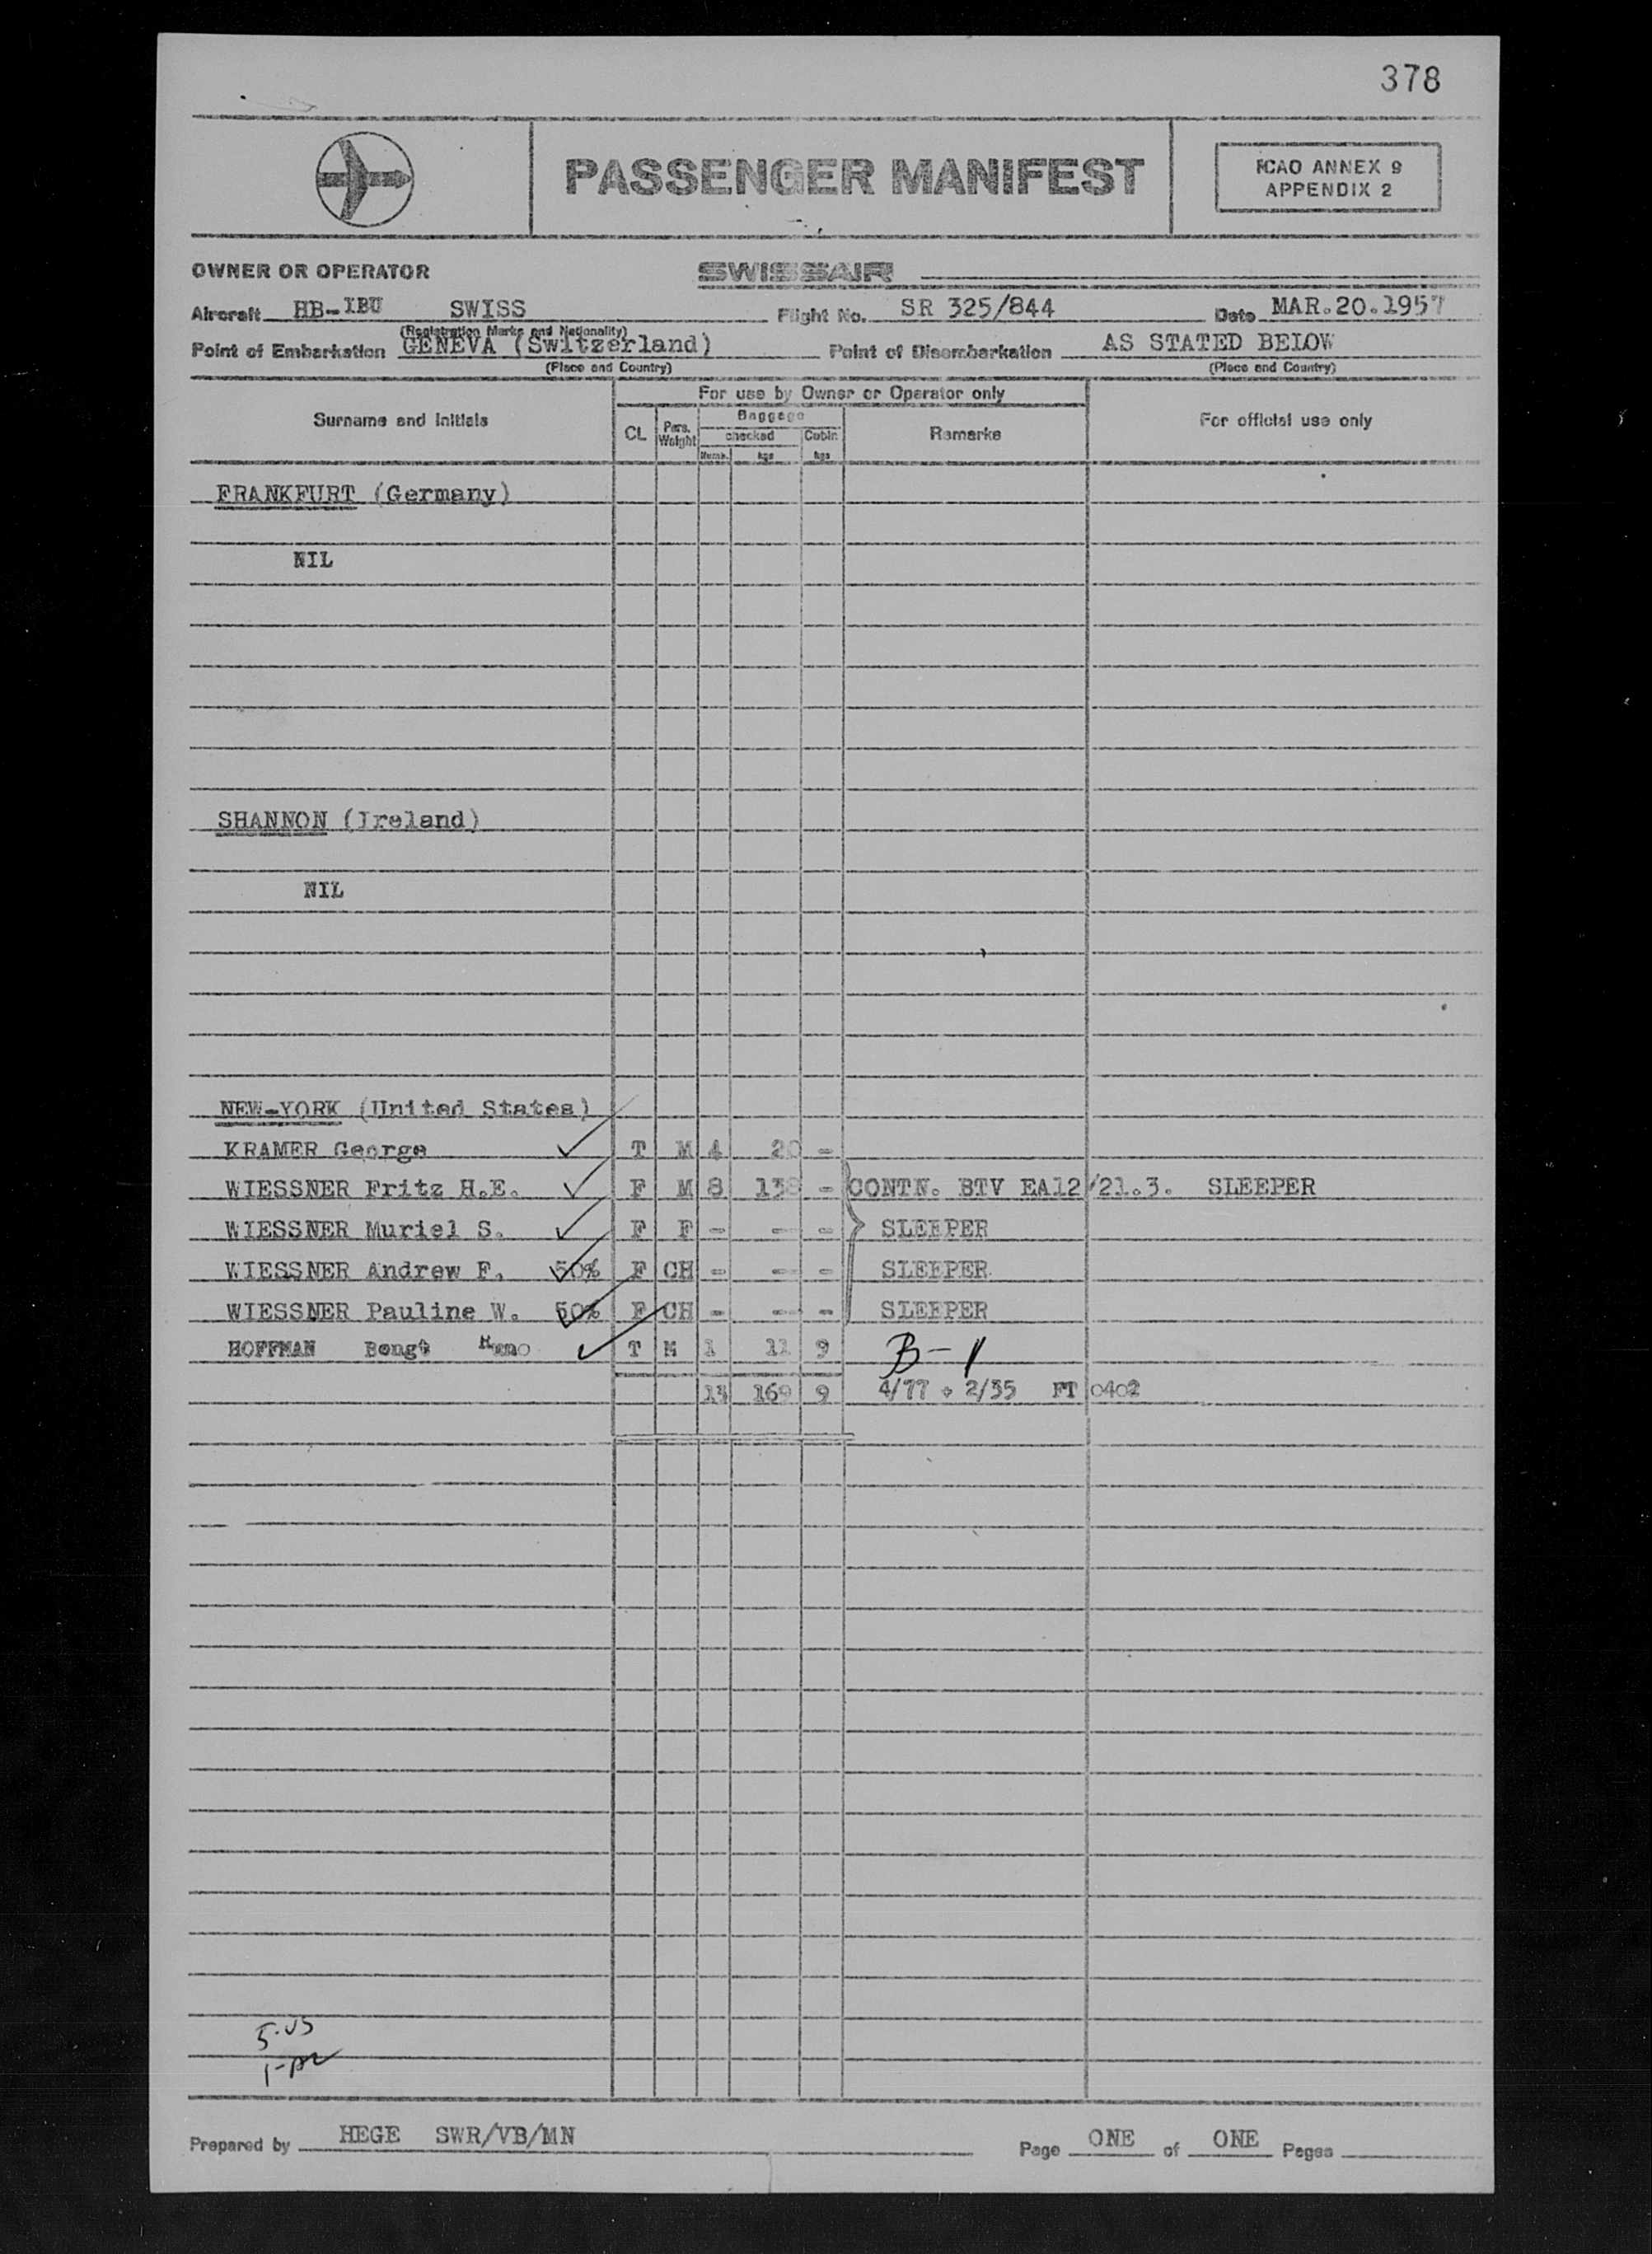 378
PASSENGER MANIFEST
ICAO ANNEX 9
APPENDIX 2
OWNER OR OPERATOR SWISSAIR
Aircraft HB-IBU SWISS Flight No. SR 325/844 Date MAR.20.1957
(Registration Marks and Nationality)
Point of Embarkation GENEVA (Switzerland) Point of Disembarkation AS STATED BELOW
(Place and Country) (Place and Country)
For use by Owner or Operator only
Surname and Initials CL Pers. Weight Baggage checked Cabin Remarks For official use only
Numb. kgs kgs
FRANKFURT (Germany)
NIL
SHANNON (Ireland)
NIL
NEW-YORK (United States)
KRAMER George T M 4 20 -
WIESSNER Fritz H.E. F M 8 138 - CONTN. BTV EA12/21.3. SLEEPER
WIESSNER Muriel S. F F - - - SLEEPER
WIESSNER Andrew F. 50% F CH - - - SLEEPER
WIESSNER Pauline W. 50% F CH - - - SLEEPER
HOFFMAN Bengt T M 1 11 9 B-1
13 169 9 4/77 + 2/35 FT 0402
5-US
Prepared by HEGE SWR/VB/MN Page ONE of ONE Pages